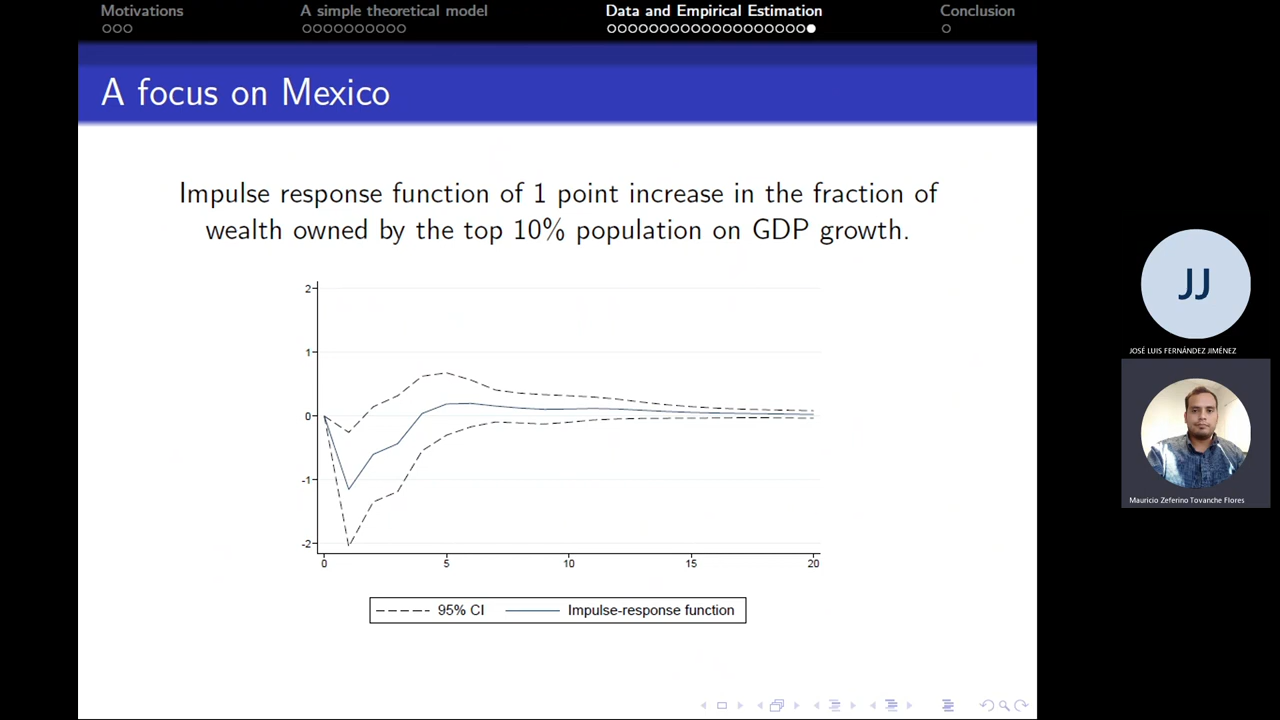 Motivations
A simple theoretical model
Data and Empirical Estimation
Conclusion
A focus on Mexico
Impulse response function of 1 point increase in the fraction of
wealth owned by the top 10% population on GDP growth.
2
1
0
-1
-2
0 5 10 15 20
95% CI Impulse-response function
JJ
JOSÉ LUIS FERNÁNDEZ JIMÉNEZ
Mauricio Zeferino Tovanche Flores